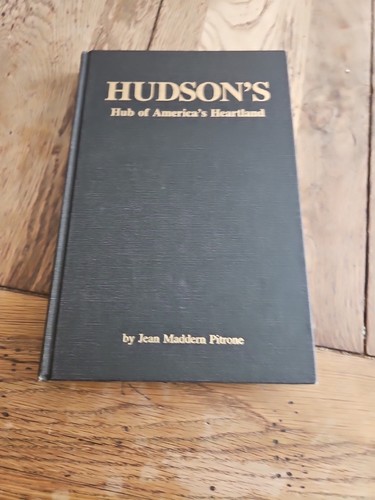 HUDSON'S
Hub of America's Heartland
by Jean Maddern Pitrone